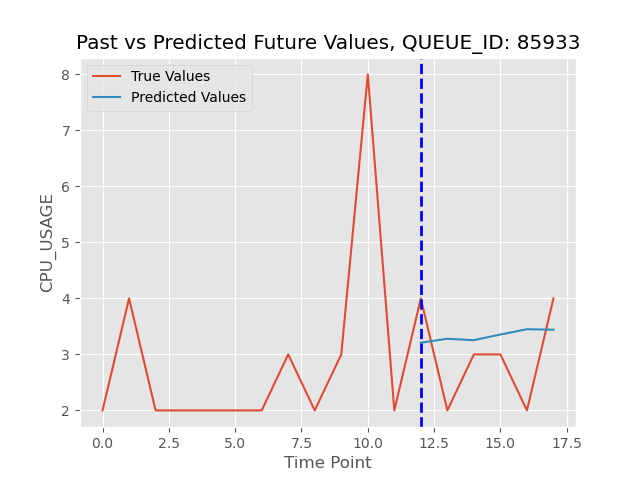 Past vs Predicted Future Values, QUEUE_ID: 85933
True Values
Predicted Values
8
7
6
5
4
3
2
CPU_USAGE
0.0 2.5 5.0 7.5 10.0 12.5 15.0 17.5
Time Point